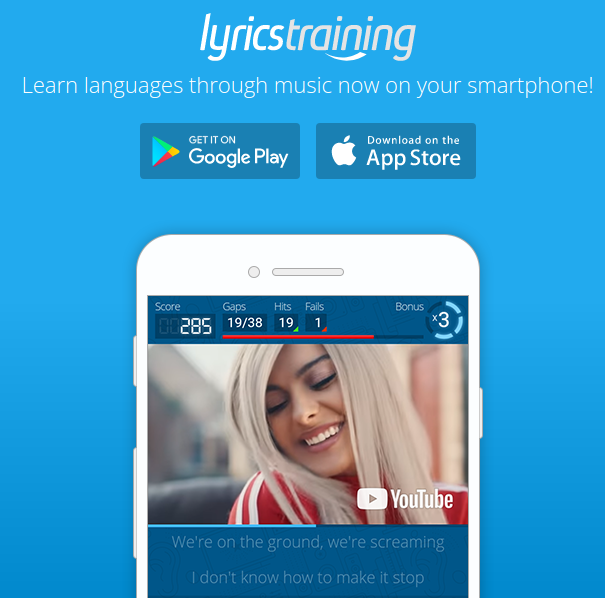 lyricstraining
Learn languages through music now on your smartphone!
GET IT ON
Google Play
Download on the
App Store
Score Gaps Hits Fails Bonus
285 19/38 19 1 x3
YouTube
We're on the ground, we're screaming
I don't know how to make it stop